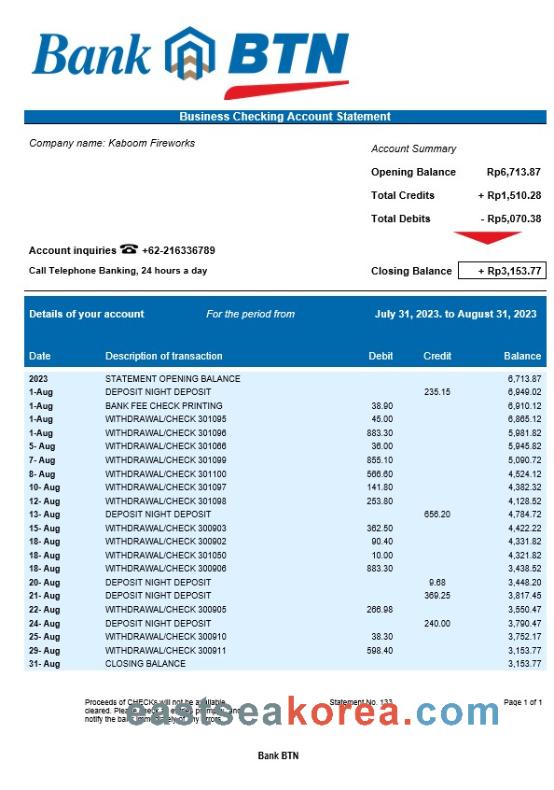 Bank BTN
Business Checking Account Statement
Company name: Kaboom Fireworks
Account Summary
Opening Balance Rp6,713.87
Total Credits + Rp1,510.28
Total Debits - Rp5,070.38
Account inquiries ☎ +62-216336789
Call Telephone Banking, 24 hours a day
Closing Balance + Rp3,153.77
Details of your account For the period from July 31, 2023. to August 31, 2023
Date Description of transaction Debit Credit Balance
2023 STATEMENT OPENING BALANCE 6,713.87
1-Aug DEPOSIT NIGHT DEPOSIT 235.15 6,949.02
1-Aug BANK FEE CHECK PRINTING 38.90 6,910.12
1-Aug WITHDRAWAL/CHECK 301095 45.00 6,865.12
1-Aug WITHDRAWAL/CHECK 301096 883.30 5,981.82
5- Aug WITHDRAWAL/CHECK 301066 36.00 5,945.82
7- Aug WITHDRAWAL/CHECK 301099 855.10 5,090.72
8- Aug WITHDRAWAL/CHECK 301100 566.60 4,524.12
10- Aug WITHDRAWAL/CHECK 301097 141.80 4,382.32
12- Aug WITHDRAWAL/CHECK 301098 253.80 4,128.52
13- Aug DEPOSIT NIGHT DEPOSIT 656.20 4,784.72
15- Aug WITHDRAWAL/CHECK 300903 362.50 4,422.22
18- Aug WITHDRAWAL/CHECK 300902 90.40 4,331.82
18- Aug WITHDRAWAL/CHECK 301050 10.00 4,321.82
18- Aug WITHDRAWAL/CHECK 300906 883.30 3,438.52
20- Aug DEPOSIT NIGHT DEPOSIT 9.68 3,448.20
21- Aug DEPOSIT NIGHT DEPOSIT 369.25 3,817.45
22- Aug WITHDRAWAL/CHECK 300905 266.98 3,550.47
24- Aug DEPOSIT NIGHT DEPOSIT 240.00 3,790.47
25- Aug WITHDRAWAL/CHECK 300910 38.30 3,752.17
29- Aug WITHDRAWAL/CHECK 300911 598.40 3,153.77
31- Aug CLOSING BALANCE 3,153.77
Proceeds of CHECKs will not be available Statement No. 133 Page 1 of 1
cleared. Please check all entries and
notify the bank immediately of any errors.
eastseakorea.com
Bank BTN